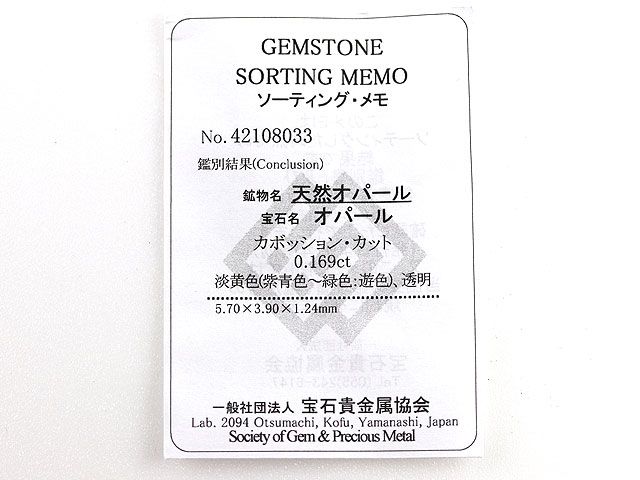 GEMSTONE
SORTING MEMO
ソーティング・メモ
No. 42108033
鑑別結果(Conclusion)
鉱物名 天然オパール
宝石名 オパール
カボッション・カット
0.169ct
淡黄色(紫青色～緑色:遊色)、透明
5.70×3.90×1.24mm
一般社団法人 宝石貴金属協会
Lab. 2094 Otsumachi, Kofu, Yamanashi, Japan
Society of Gem & Precious Metal